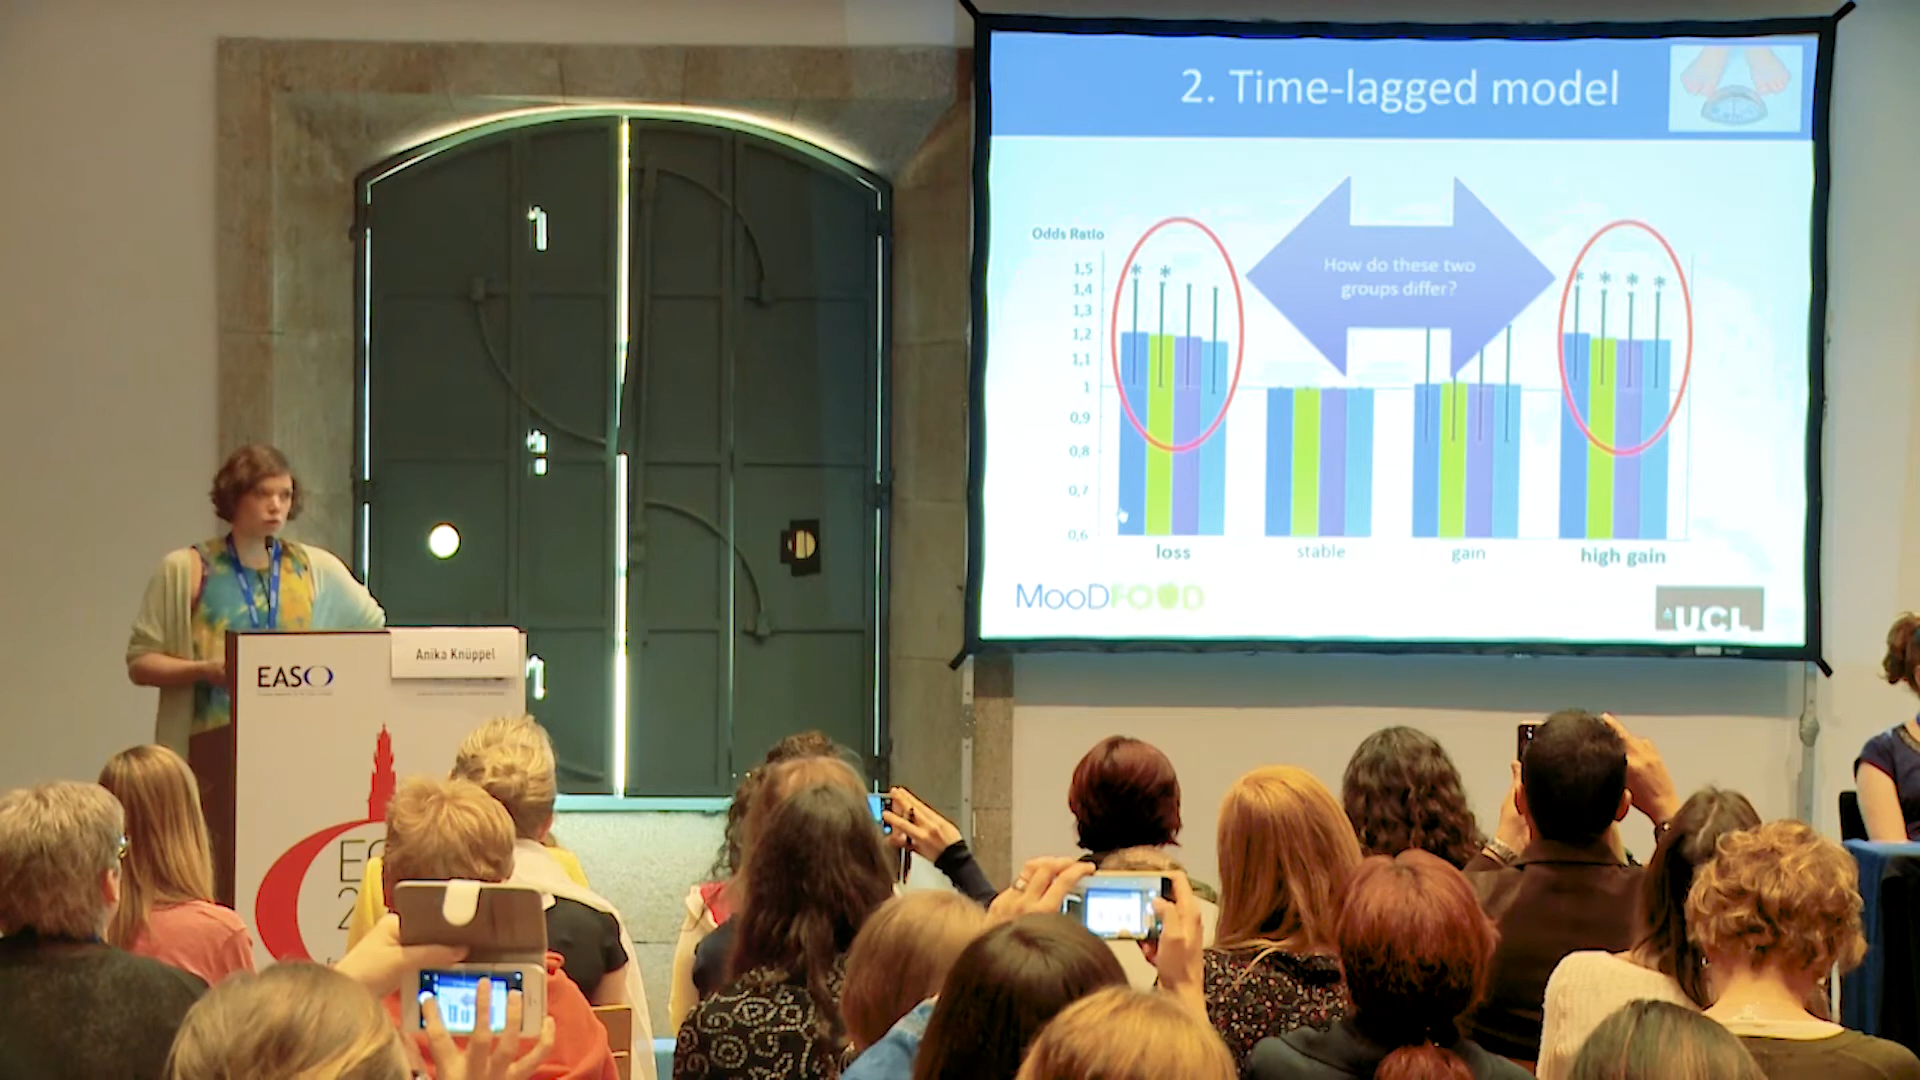 2. Time-lagged model
Odds Ratio
How do these two
groups differ?
* *
* * * *
1,5
1,4
1,3
1,2
1,1
1
0,9
0,8
0,7
0,6
loss stable gain high gain
MooDFOOD
UCL
Anika Knüppel
EASO